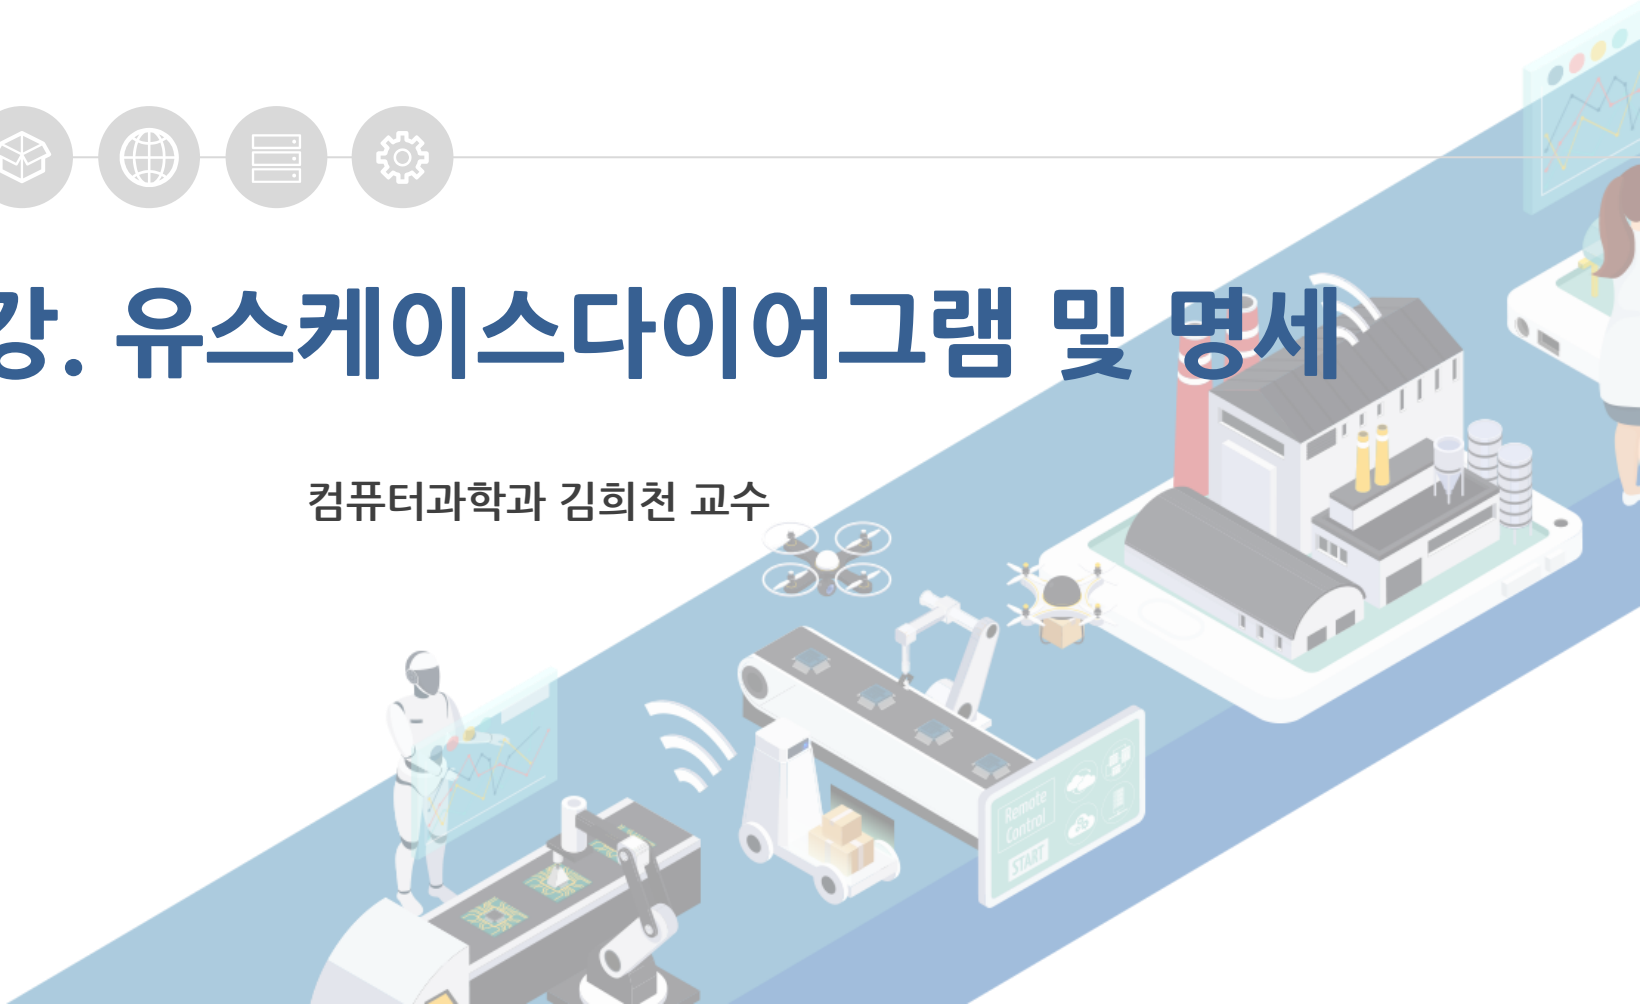 강. 유스케이스다이어그램 및 명세
컴퓨터과학과 김희천 교수
Remote
Control
START